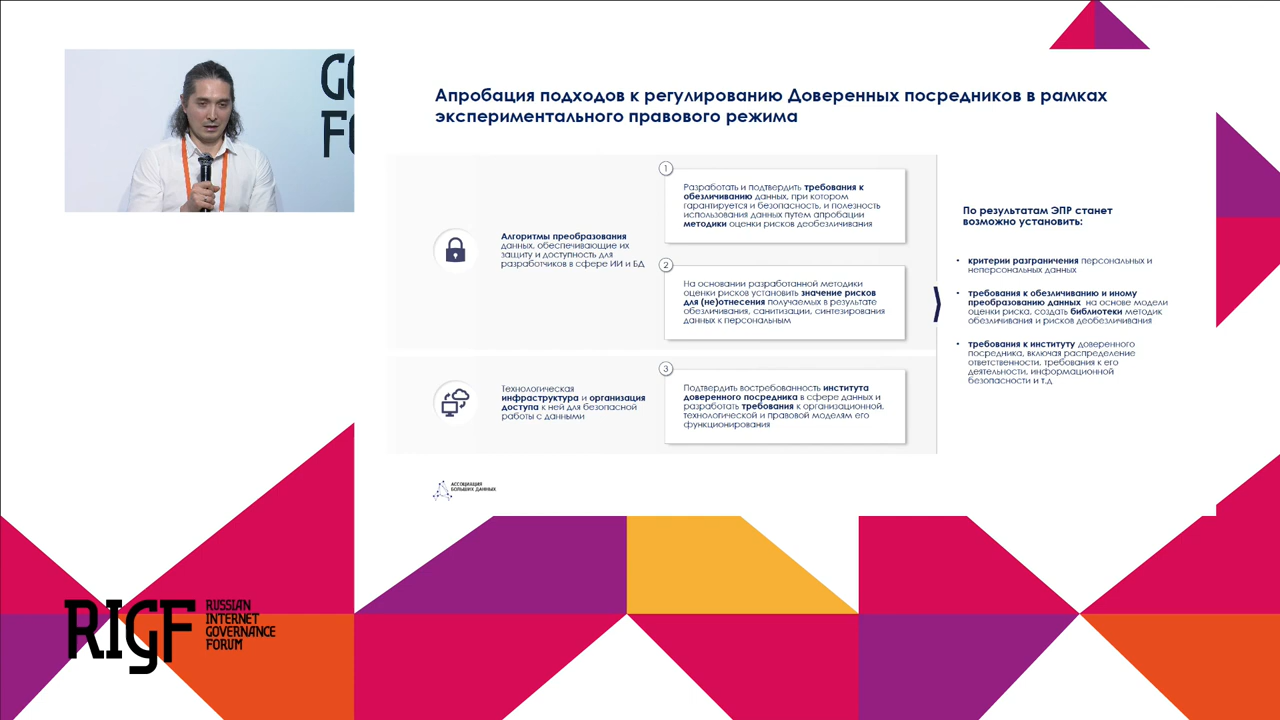 GO
FO
Апробация подходов к регулированию Доверенных посредников в рамках
экспериментального правового режима
Алгоритмы преобразования
данных, обеспечивающие их
защиту и доступность для
разработчиков в сфере ИИ и БД
1
Разработать и подтвердить требования к
обезличиванию данных, при котором
гарантируется и безопасность, и полезность
использования данных путем апробации
методики оценки рисков деобезличивания
2
На основании разработанной методики
оценки рисков установить значение рисков
для (не)отнесения получаемых в результате
обезличивания, санитизации, синтезирования
данных к персональным
Технологическая
инфраструктура и организация
доступа к ней для безопасной
работы с данными
3
Подтвердить востребованность института
доверенного посредника в сфере данных и
разработать требования к организационной,
технологической и правовой моделям его
функционирования
По результатам ЭПР станет
возможно установить:
• критерии разграничения персональных и
неперсональных данных
• требования к обезличиванию и иному
преобразованию данных на основе модели
оценки риска, создать библиотеки методик
обезличивания и рисков деобезличивания
• требования к институту доверенного
посредника, включая распределение
ответственности, требования к его
деятельности, информационной
безопасности и т.д
АССОЦИАЦИЯ
БОЛЬШИХ ДАННЫХ
RIGF
RUSSIAN
INTERNET
GOVERNANCE
FORUM